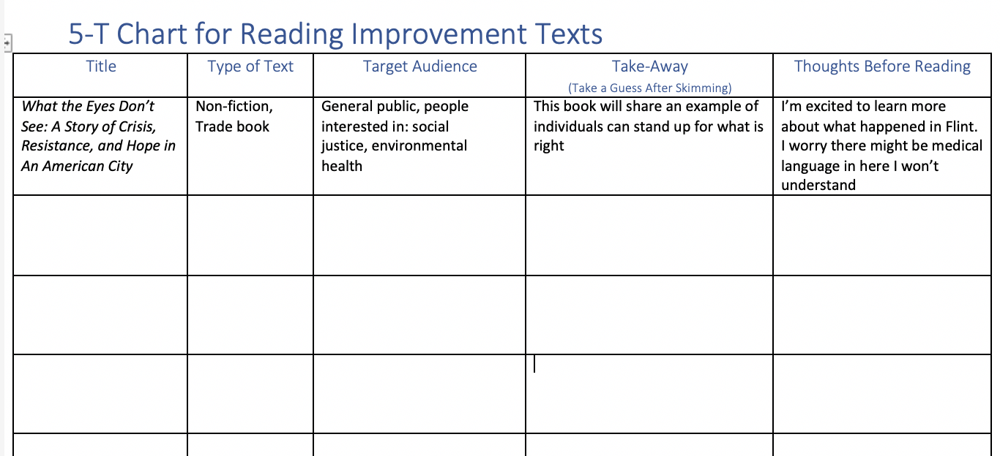 5-T Chart for Reading Improvement Texts
Title
Type of Text
Target Audience
Take-Away
(Take a Guess After Skimming)
Thoughts Before Reading
What the Eyes Don’t
See: A Story of Crisis,
Resistance, and Hope in
An American City
Non-fiction,
Trade book
General public, people
interested in: social
justice, environmental
health
This book will share an example of
individuals can stand up for what is
right
I’m excited to learn more
about what happened in Flint.
I worry there might be medical
language in here I won’t
understand